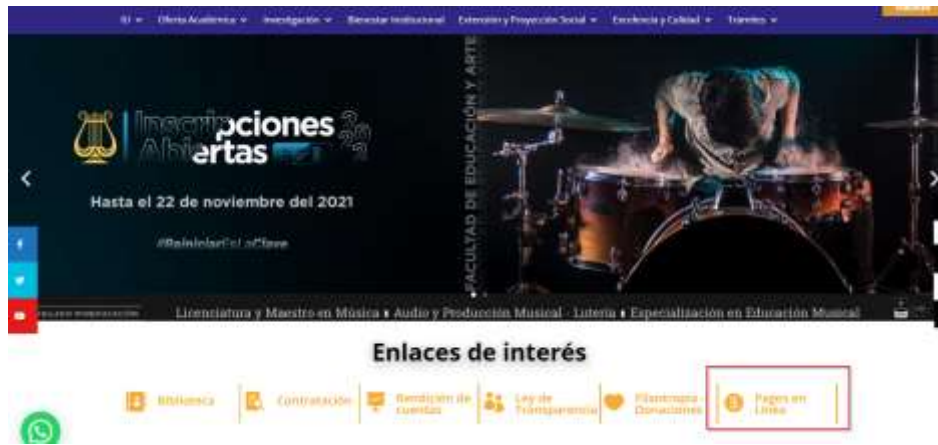 IU Oferta Académica Investigación Bienestar Institucional Extensión y Proyección Social Excelencia y Calidad Trámites
Inscripciones
Abiertas
FACULTAD DE EDUCACIÓN Y ARTE
Hasta el 22 de noviembre del 2021
Licenciatura y Maestro en Música Audio y Producción Musical Lutería Especialización en Educación Musical
Enlaces de interés
Biblioteca
Contratación
Rendición de
cuentas
Ley de
Transparencia
Filantropía -
Donaciones
Pagos en
Línea